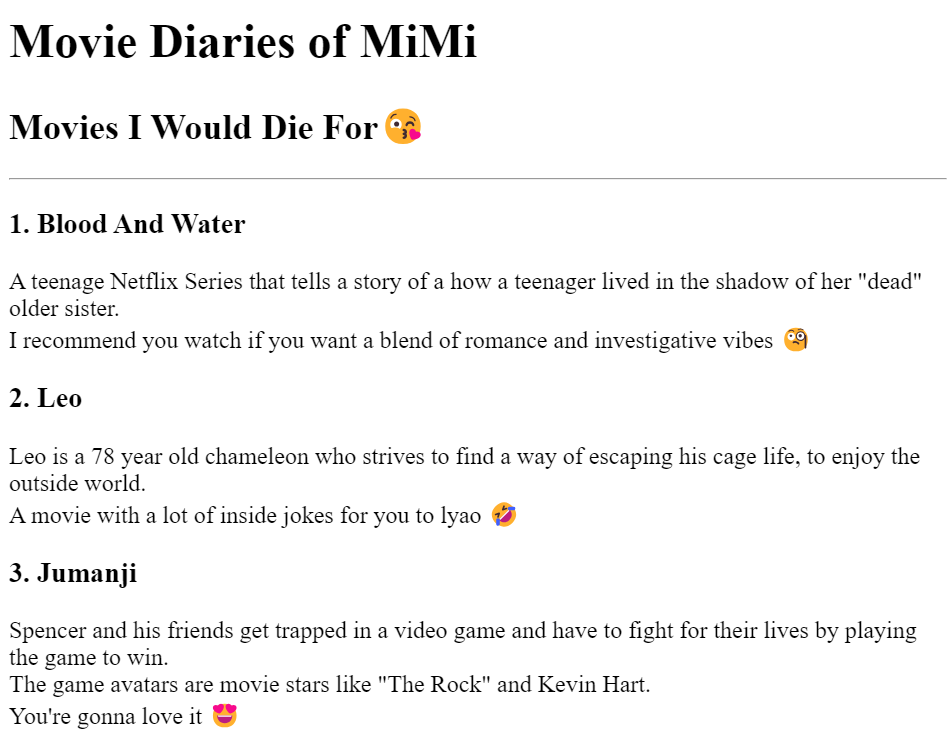 Movie Diaries of MiMi
Movies I Would Die For 😘
1. Blood And Water
A teenage Netflix Series that tells a story of a how a teenager lived in the shadow of her "dead"
older sister.
I recommend you watch if you want a blend of romance and investigative vibes 🧐
2. Leo
Leo is a 78 year old chameleon who strives to find a way of escaping his cage life, to enjoy the
outside world.
A movie with a lot of inside jokes for you to lyao 🤣
3. Jumanji
Spencer and his friends get trapped in a video game and have to fight for their lives by playing
the game to win.
The game avatars are movie stars like "The Rock" and Kevin Hart.
You're gonna love it 😍